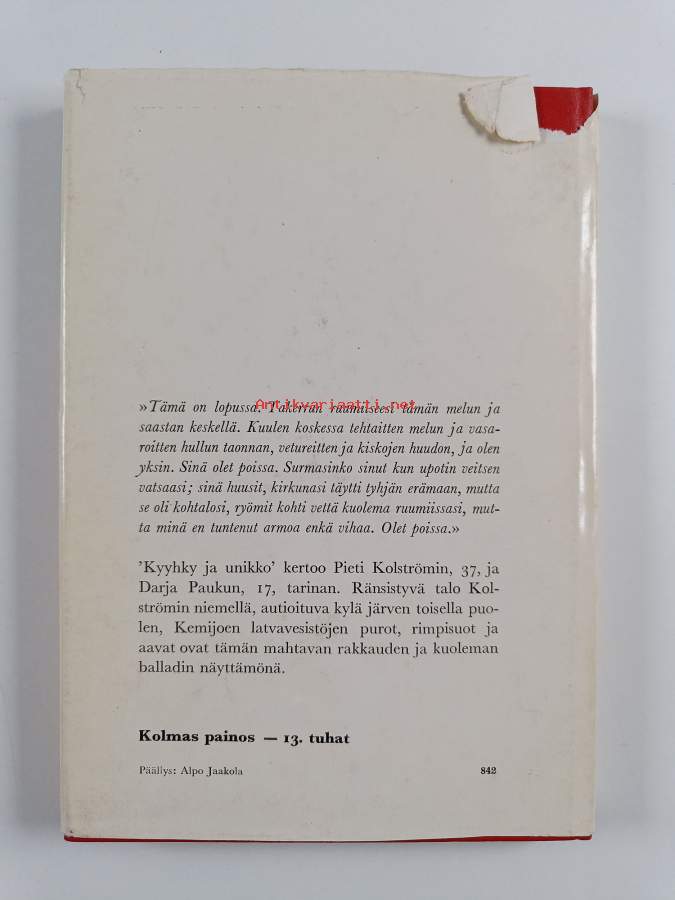 »Tämä on lopussa. Takerrun ruumiiseesi tämän melun ja
Antikvariaatti.net
saastan keskellä. Kuulen koskessa tehtaitten melun ja vasa-
roitten hullun taonnan, vetureitten ja kiskojen huudon, ja olen
yksin. Sinä olet poissa. Surmasinko sinut kun upotin veitsen
vatsaasi; sinä huusit, kirkunasi täytti tyhjän erämaan, mutta
se oli kohtalosi, ryömit kohti vettä kuolema ruumiissasi, mut-
ta minä en tuntenut armoa enkä vihaa. Olet poissa.»
'Kyyhky ja unikko' kertoo Pieti Kolströmin, 37, ja
Darja Paukun, 17, tarinan. Ränsistyvä talo Kol-
strömin niemellä, autioituva kylä järven toisella puo-
len, Kemijoen latvavesistöjen purot, rimpisuot ja
aavat ovat tämän mahtavan rakkauden ja kuoleman
balladin näyttämönä.
Kolmas painos — 13. tuhat
Päällys: Alpo Jaakola
842